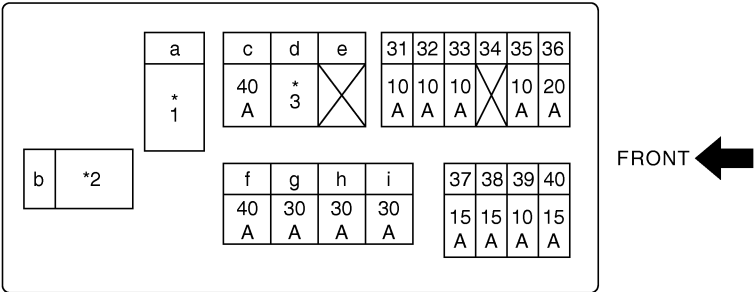 a
*
1
b *2
c d e
40 *
A 3
31 32 33 34 35 36
10 10 10 10 20
A A A A A
f g h i
40 30 30 30
A A A A
37 38 39 40
15 15 10 15
A A A A
FRONT